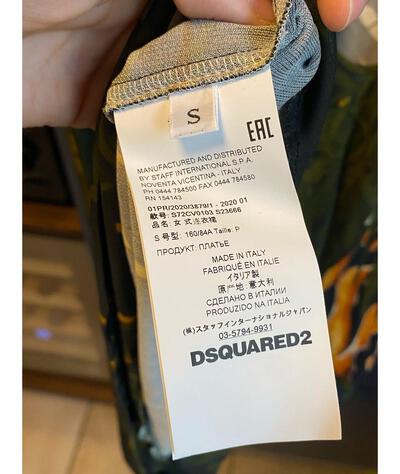 S
EAC
MANUFACTURED AND DISTRIBUTED
BY STAFF INTERNATIONAL S.P.A.
NOVENTA VICENTINA - ITALY
PH 0444 784500 FAX 0444 784580
RN 154143
01PR/2020/3879/1 - 2020 01
款号: S72CV0103 S23666
品名: 女式连衣裙
S 号型: 160/84A Taille: P
ПРОДУКТ: ПЛАТЬЕ
MADE IN ITALY
FABRIQUÉ EN ITALIE
イタリア製
原产地: 意大利
СДЕЛАНО В ИТАЛИИ
PRODUZIDO NA ITALIA
(株)スタッフインターナショナルジャパン
03-5794-9931
DSQUARED2